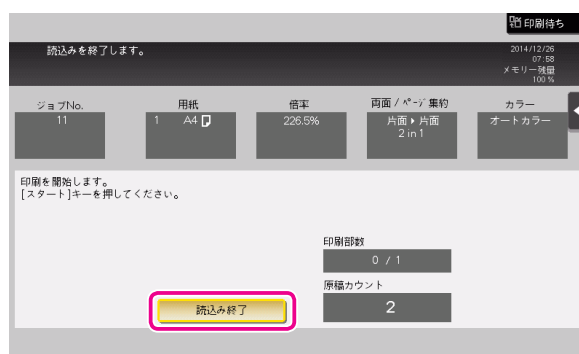 印刷待ち
読込みを終了します。
2014/12/26
07:58
メモリー残量
100 %
ジョブNo.
11
用紙
1 A4
倍率
226.5%
両面 / ﾍﾟｰｼﾞ集約
片面 ▶ 片面
2 in 1
カラー
オートカラー
印刷を開始します。
[スタート]キーを押してください。
印刷部数
0 / 1
原稿カウント
2
読込み終了